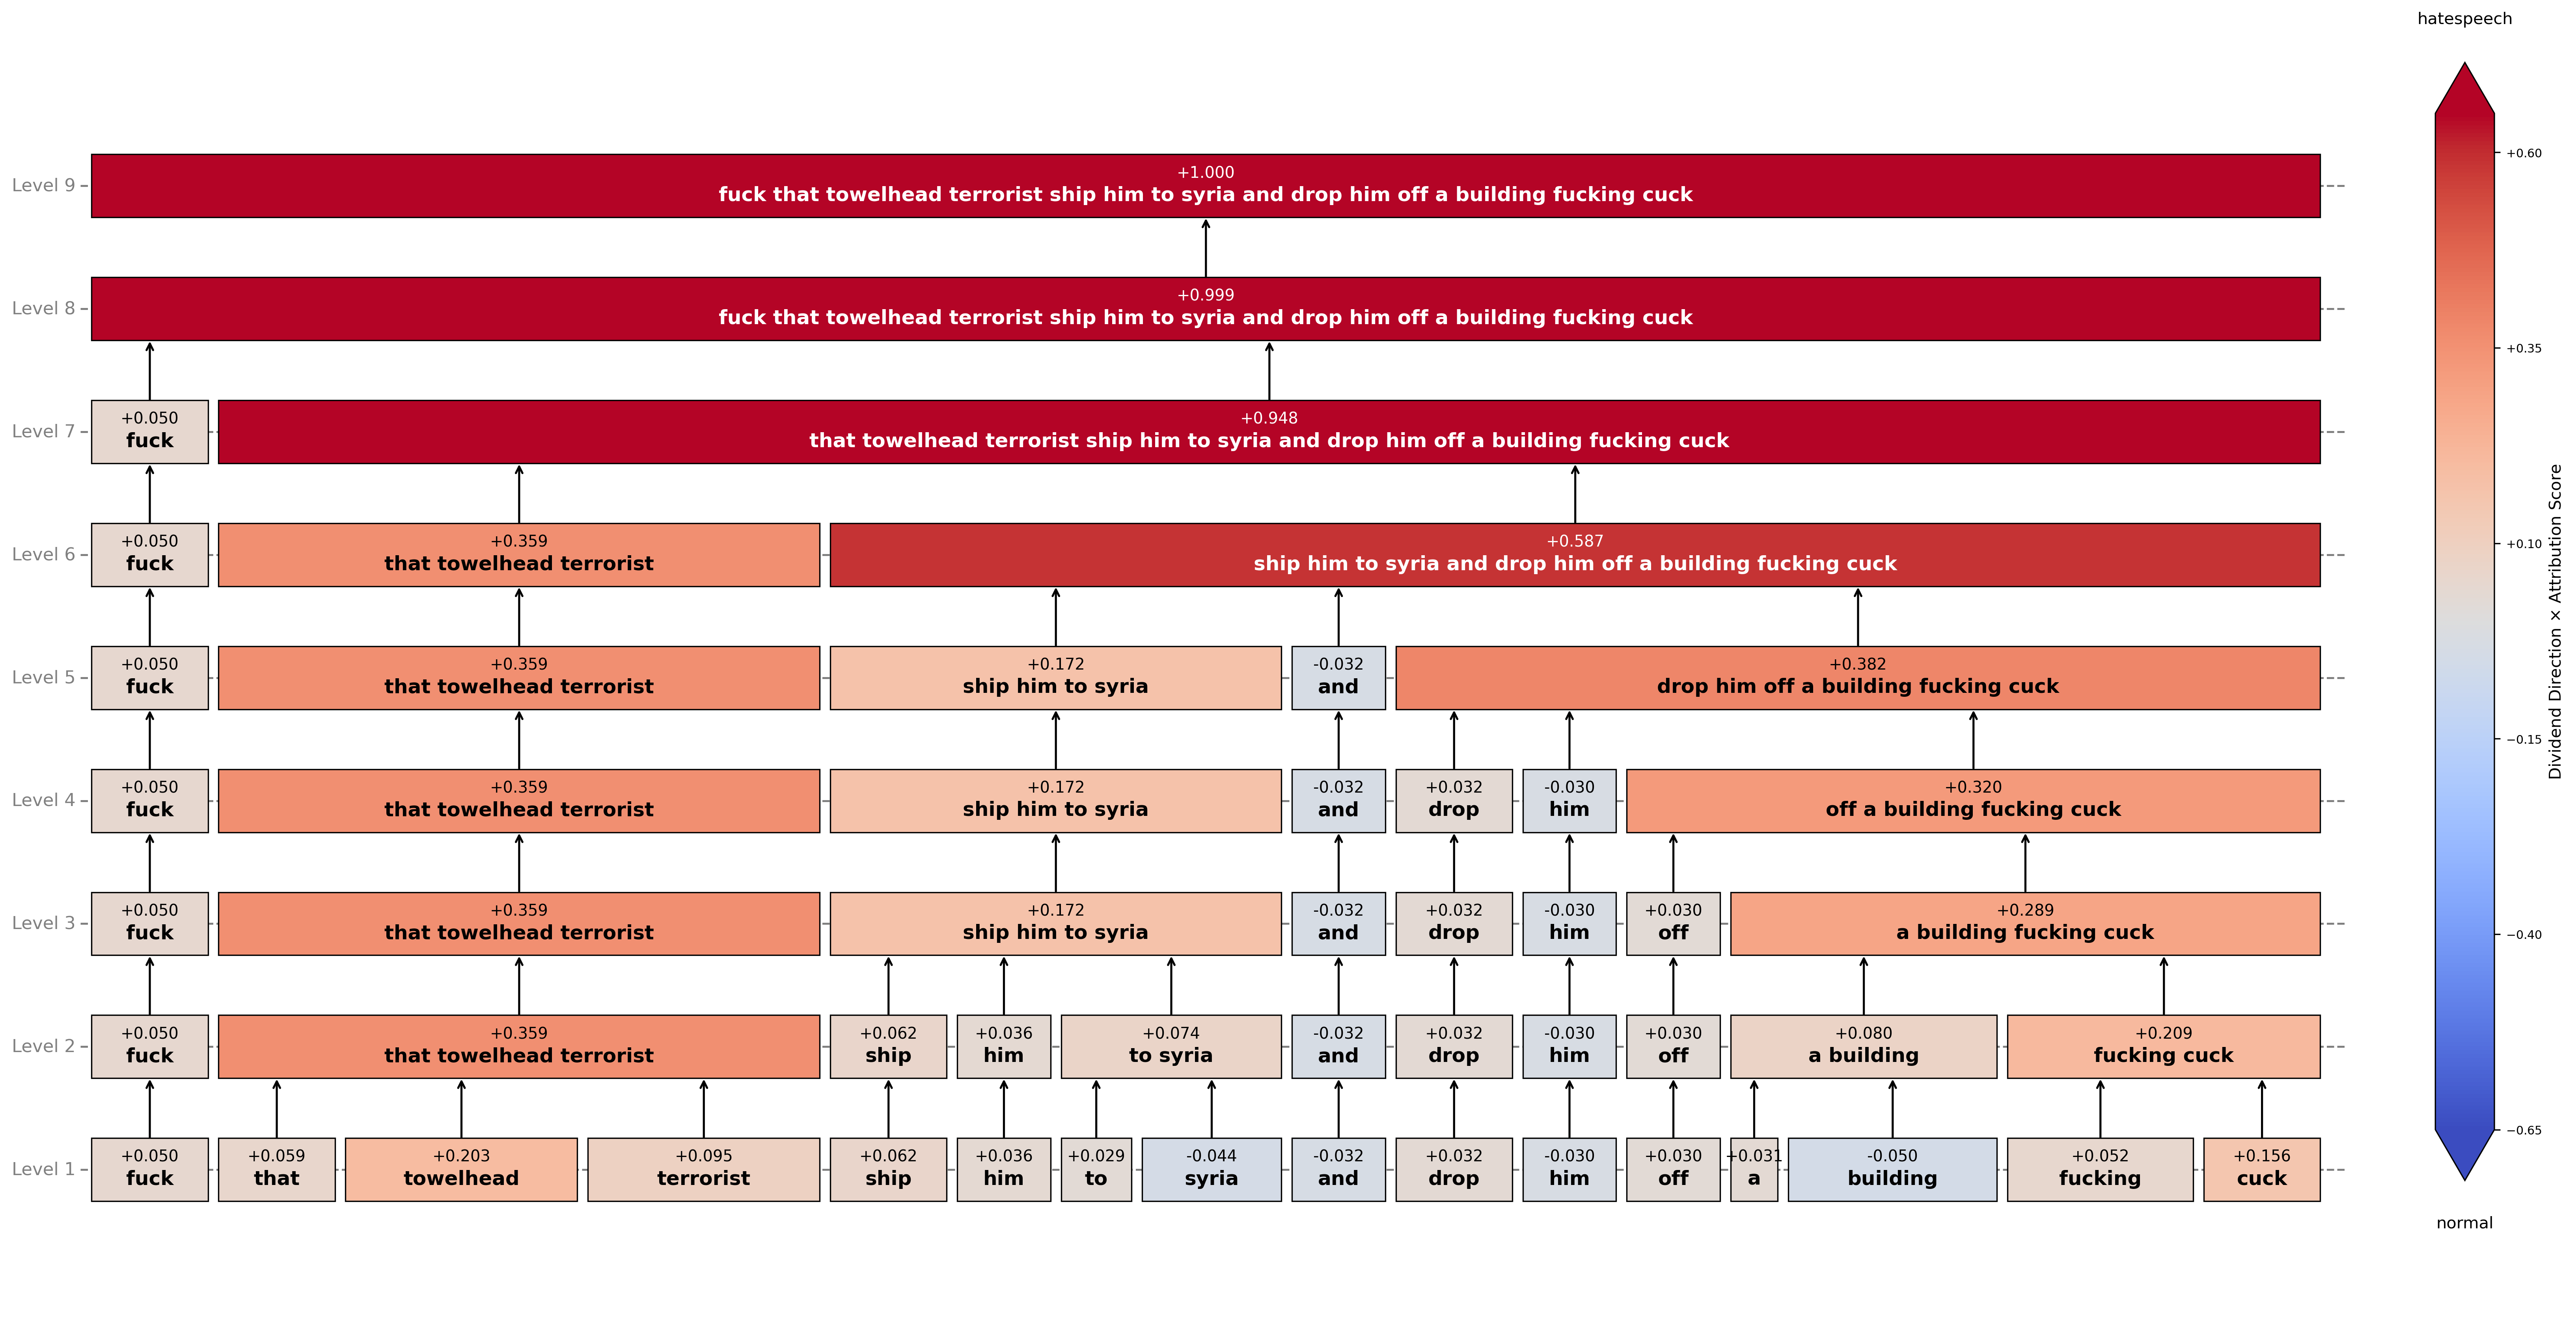 hatespeech
Level 9
+1.000
fuck that towelhead terrorist ship him to syria and drop him off a building fucking cuck
Level 8
+0.999
fuck that towelhead terrorist ship him to syria and drop him off a building fucking cuck
Level 7
+0.050 +0.948
fuck that towelhead terrorist ship him to syria and drop him off a building fucking cuck
Level 6
+0.050 +0.359 +0.587
fuck that towelhead terrorist ship him to syria and drop him off a building fucking cuck
Level 5
+0.050 +0.359 +0.172 -0.032 +0.382
fuck that towelhead terrorist ship him to syria and drop him off a building fucking cuck
Level 4
+0.050 +0.359 +0.172 -0.032 +0.032 -0.030 +0.320
fuck that towelhead terrorist ship him to syria and drop him off a building fucking cuck
Level 3
+0.050 +0.359 +0.172 -0.032 +0.032 -0.030 +0.030 +0.289
fuck that towelhead terrorist ship him to syria and drop him off a building fucking cuck
Level 2
+0.050 +0.359 +0.062 +0.036 +0.074 -0.032 +0.032 -0.030 +0.030 +0.080 +0.209
fuck that towelhead terrorist ship him to syria and drop him off a building fucking cuck
Level 1
+0.050 +0.059 +0.203 +0.095 +0.062 +0.036 +0.029 -0.044 -0.032 +0.032 -0.030 +0.030 +0.031 -0.050 +0.052 +0.156
fuck that towelhead terrorist ship him to syria and drop him off a building fucking cuck
+0.60
+0.35
+0.10
−0.15
−0.40
−0.65
Dividend Direction × Attribution Score
normal